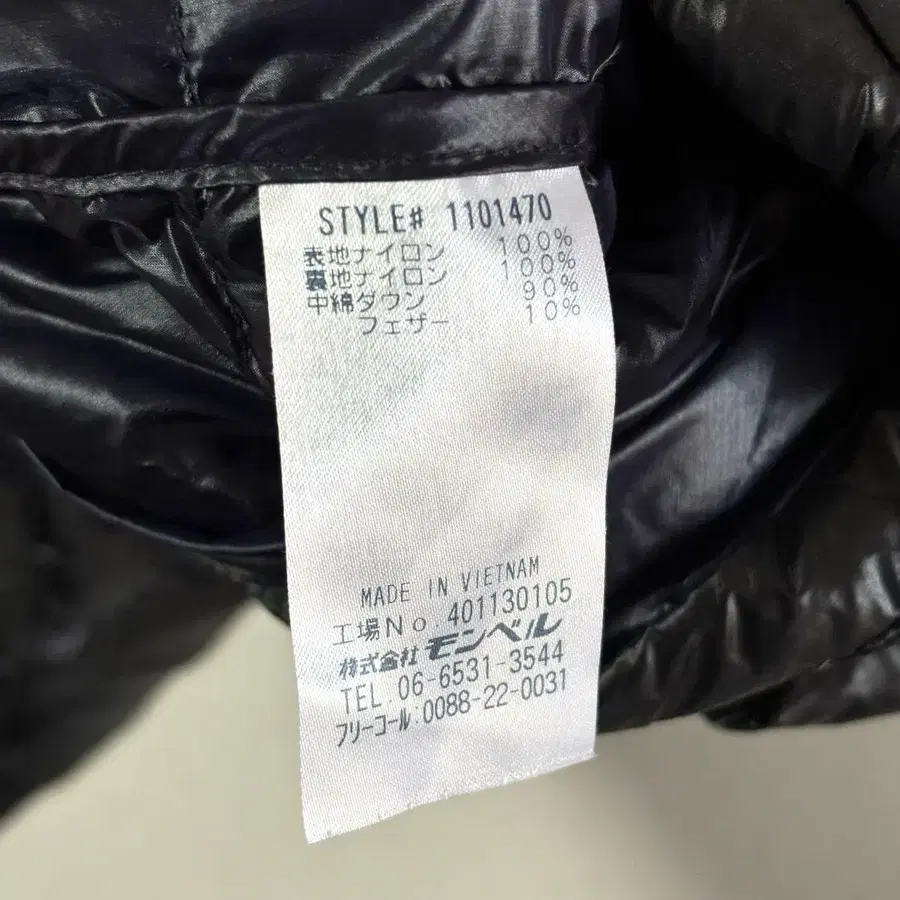 STYLE# 1101470
表地ナイロン 100%
裏地ナイロン 100%
中綿ダウン 90%
フェザー 10%
MADE IN VIETNAM
工場No.401130105
株式会社 モンベル
TEL.06-6531-3544
フリーコール:0088-22-0031